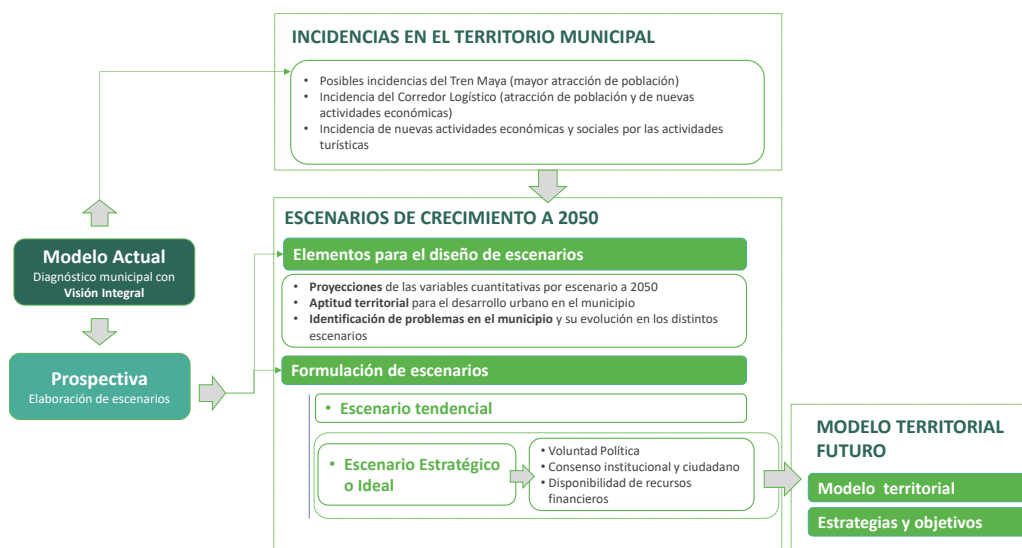 INCIDENCIAS EN EL TERRITORIO MUNICIPAL
• Posibles incidencias del Tren Maya (mayor atracción de población)
• Incidencia del Corredor Logístico (atracción de población y de nuevas
actividades económicas)
• Incidencia de nuevas actividades económicas y sociales por las actividades
turísticas
Modelo Actual
Diagnóstico municipal con
Visión Integral
Prospectiva
Elaboración de escenarios
ESCENARIOS DE CRECIMIENTO A 2050
Elementos para el diseño de escenarios
• Proyecciones de las variables cuantitativas por escenario a 2050
• Aptitud territorial para el desarrollo urbano en el municipio
• Identificación de problemas en el municipio y su evolución en los distintos
escenarios
Formulación de escenarios
• Escenario tendencial
• Escenario Estratégico
o Ideal
• Voluntad Política
• Consenso institucional y ciudadano
• Disponibilidad de recursos
financieros
MODELO TERRITORIAL
FUTURO
Modelo territorial
Estrategias y objetivos